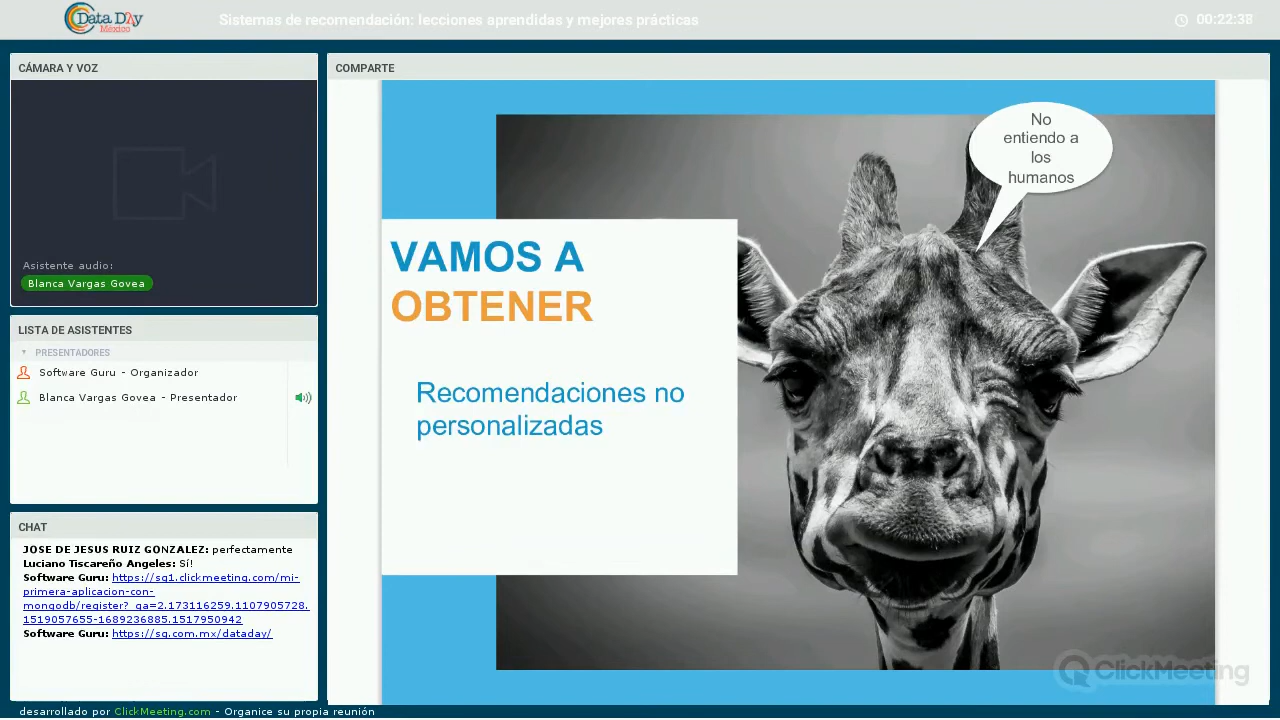 Data Day
México
Sistemas de recomendación: lecciones aprendidas y mejores prácticas
00:22:38
CÁMARA Y VOZ
Asistente audio:
Blanca Vargas Govea
LISTA DE ASISTENTES
PRESENTADORES
Software Guru - Organizador
Blanca Vargas Govea - Presentador
CHAT
JOSE DE JESUS RUIZ GONZALEZ: perfectamente
Luciano Tiscareño Angeles: Sí!
Software Guru: https://sg1.clickmeeting.com/mi-
primera-aplicacion-con-
mongodb/register?_ga=2.173116259.1107905728.
1519057655-1689236885.1517950942
Software Guru: https://sg.com.mx/dataday/
COMPARTE
No
entiendo a
los
humanos
VAMOS A
OBTENER
Recomendaciones no
personalizadas
ClickMeeting
desarrollado por ClickMeeting.com - Organice su propia reunión